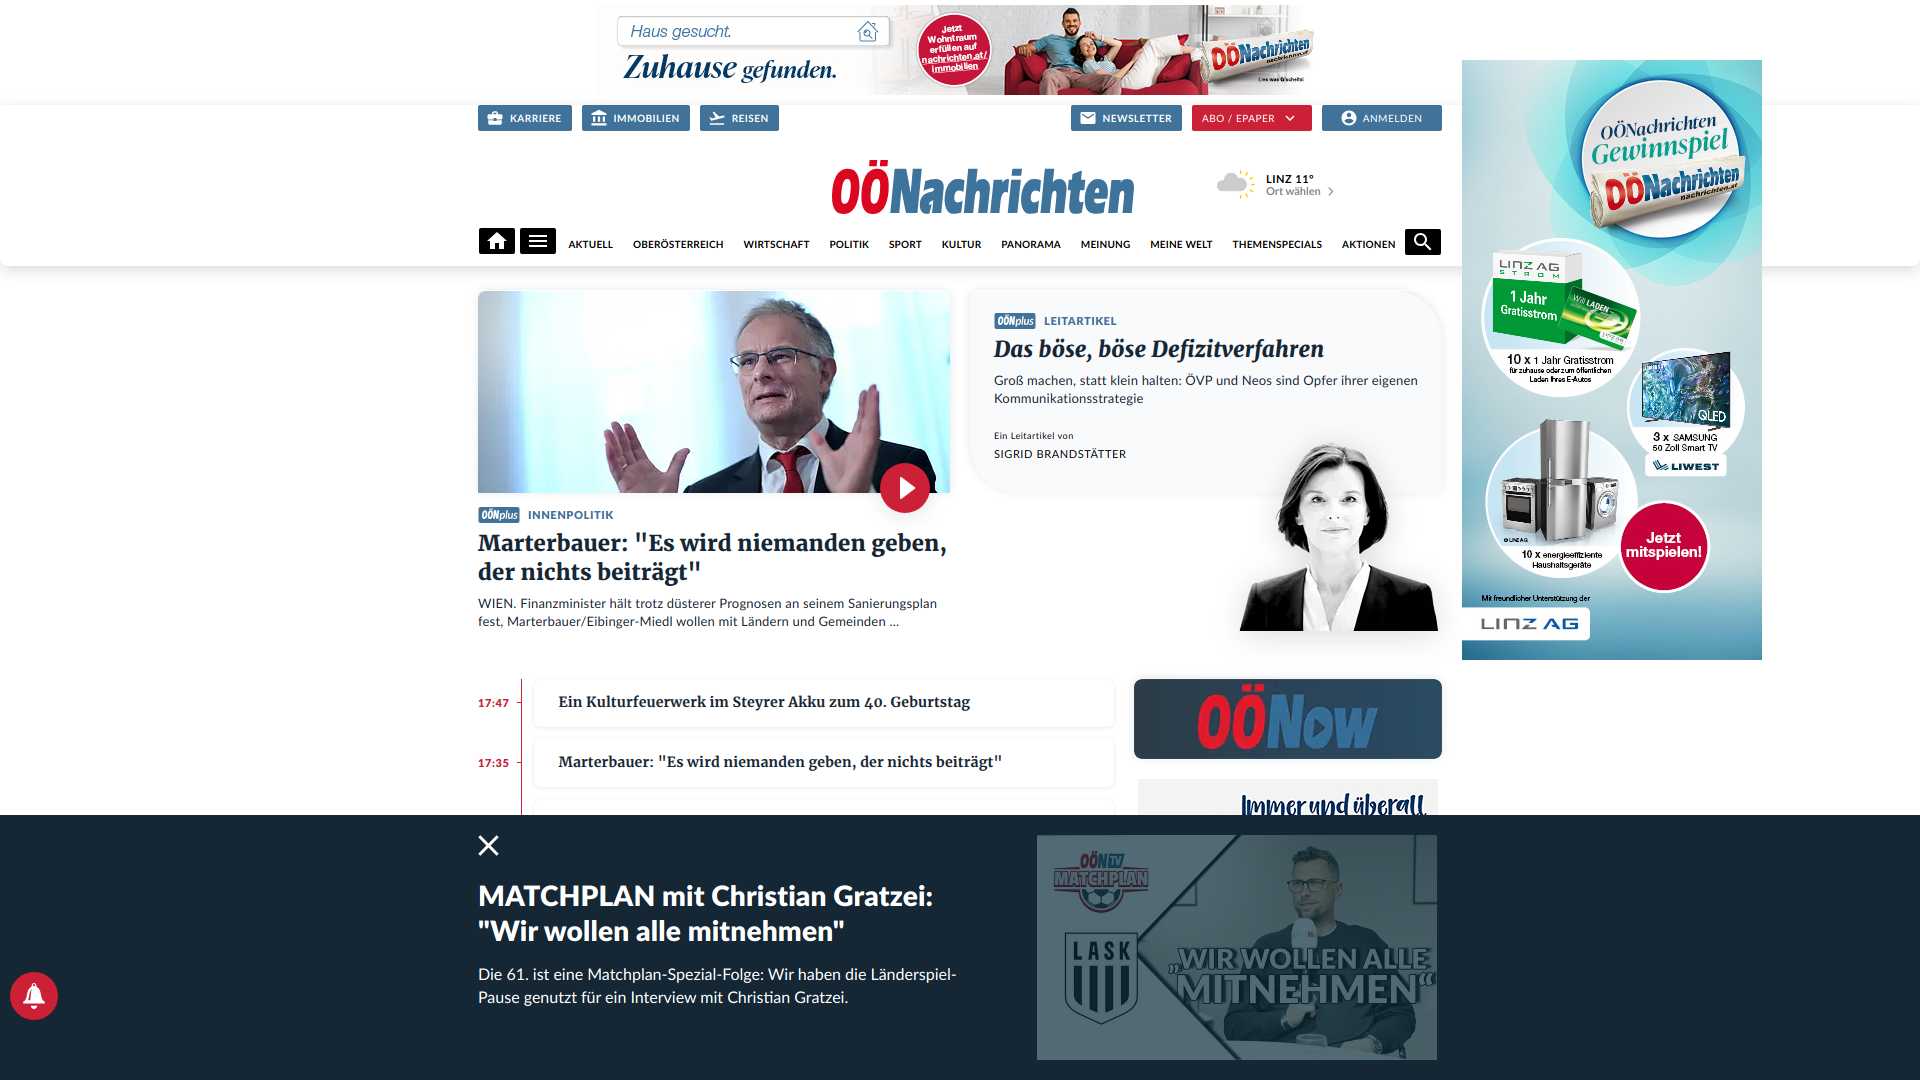 Haus gesucht.
Zuhause gefunden.
Jetzt
Wohntraum
erfüllen auf
nachrichten.at/
immobilien
OÖNachrichten
Lies was G'scheites!
KARRIERE
IMMOBILIEN
REISEN
NEWSLETTER
ABO / EPAPER
ANMELDEN
OÖNachrichten
LINZ 11°
Ort wählen
AKTUELL
OBERÖSTERREICH
WIRTSCHAFT
POLITIK
SPORT
KULTUR
PANORAMA
MEINUNG
MEINE WELT
THEMENSPECIALS
AKTIONEN
OÖNplus INNENPOLITIK
Marterbauer: "Es wird niemanden geben,
der nichts beiträgt"
WIEN. Finanzminister hält trotz düsterer Prognosen an seinem Sanierungsplan
fest, Marterbauer/Eibinger-Miedl wollen mit Ländern und Gemeinden ...
OÖNplus LEITARTIKEL
Das böse, böse Defizitverfahren
Groß machen, statt klein halten: ÖVP und Neos sind Opfer ihrer eigenen
Kommunikationsstrategie
Ein Leitartikel von
SIGRID BRANDSTÄTTER
OÖNachrichten
Gewinnspiel
OÖNachrichten
nachrichten.at
LINZ AG
STROM
1 Jahr
Gratisstrom
Wir LADEN
10 x 1 Jahr Gratisstrom
für zuhause oder zum öffentlichen
Laden Ihres E-Autos
QLED
3 x SAMSUNG
50 Zoll Smart TV
LIWEST
© LINZ AG
10 x energieeffiziente
Haushaltsgeräte
Jetzt
mitspielen!
Mit freundlicher Unterstützung der
LINZ AG
17:47 Ein Kulturfeuerwerk im Steyrer Akku zum 40. Geburtstag
17:35 Marterbauer: "Es wird niemanden geben, der nichts beiträgt"
OÖNow
Immer und überall
MATCHPLAN mit Christian Gratzei:
"Wir wollen alle mitnehmen"
Die 61. ist eine Matchplan-Spezial-Folge: Wir haben die Länderspiel-
Pause genutzt für ein Interview mit Christian Gratzei.
OÖN TV
MATCHPLAN
LASK
„WIR WOLLEN ALLE
MITNEHMEN“